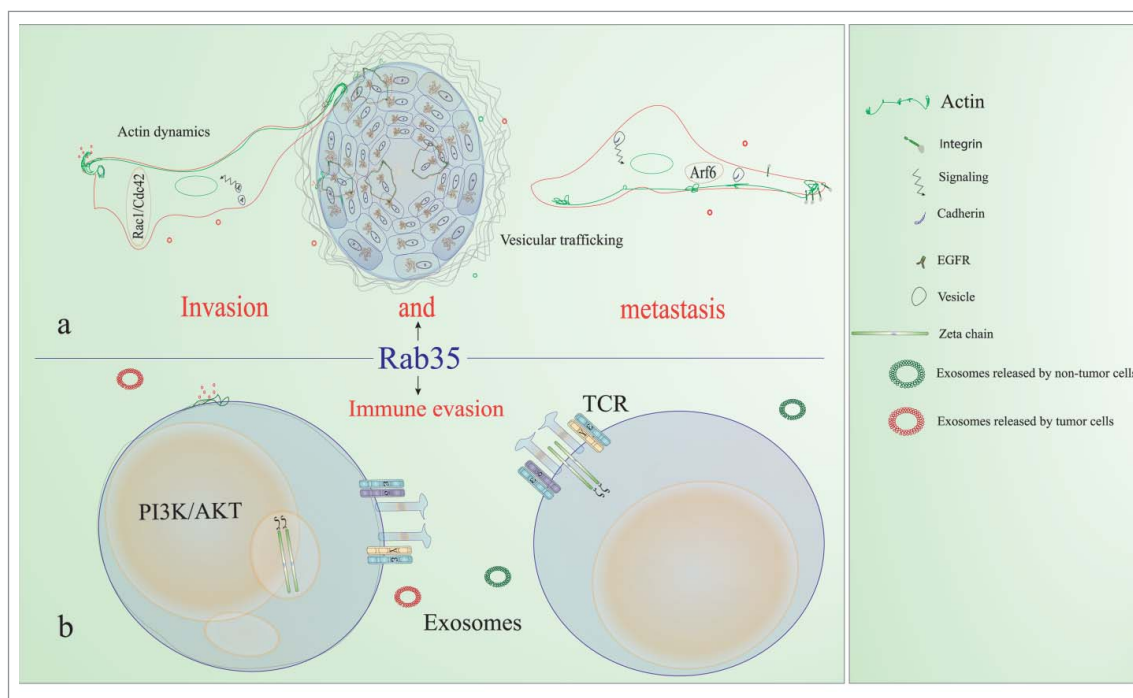 Actin dynamics
Rac1/Cdc42
Arf6
Vesicular trafficking
Invasion and metastasis
a
Rab35
Immune evasion
TCR
PI3K/AKT
Exosomes
b
Actin
Integrin
Signaling
Cadherin
EGFR
Vesicle
Zeta chain
Exosomes released by non-tumor cells
Exosomes released by tumor cells